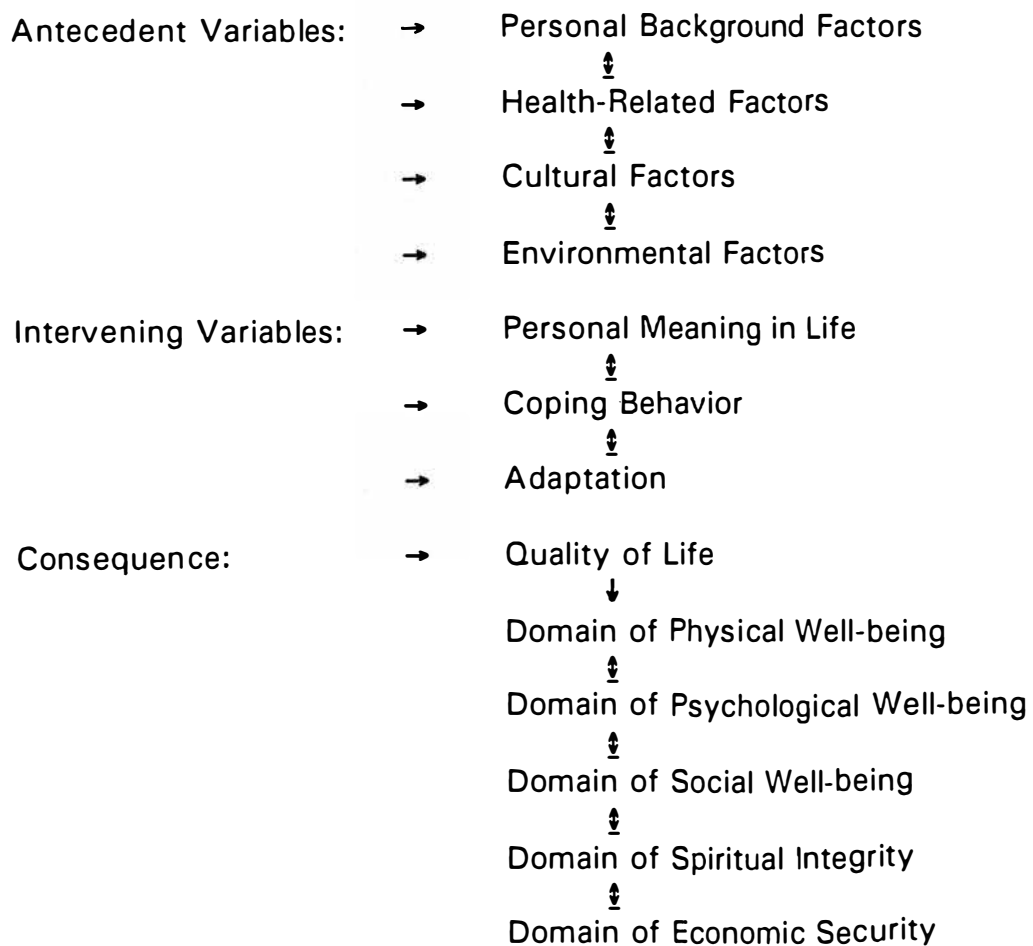 Antecedent Variables: → Personal Background Factors
→ Health-Related Factors
→ Cultural Factors
→ Environmental Factors
Intervening Variables: → Personal Meaning in Life
→ Coping Behavior
→ Adaptation
Consequence: → Quality of Life
Domain of Physical Well-being
Domain of Psychological Well-being
Domain of Social Well-being
Domain of Spiritual Integrity
Domain of Economic Security